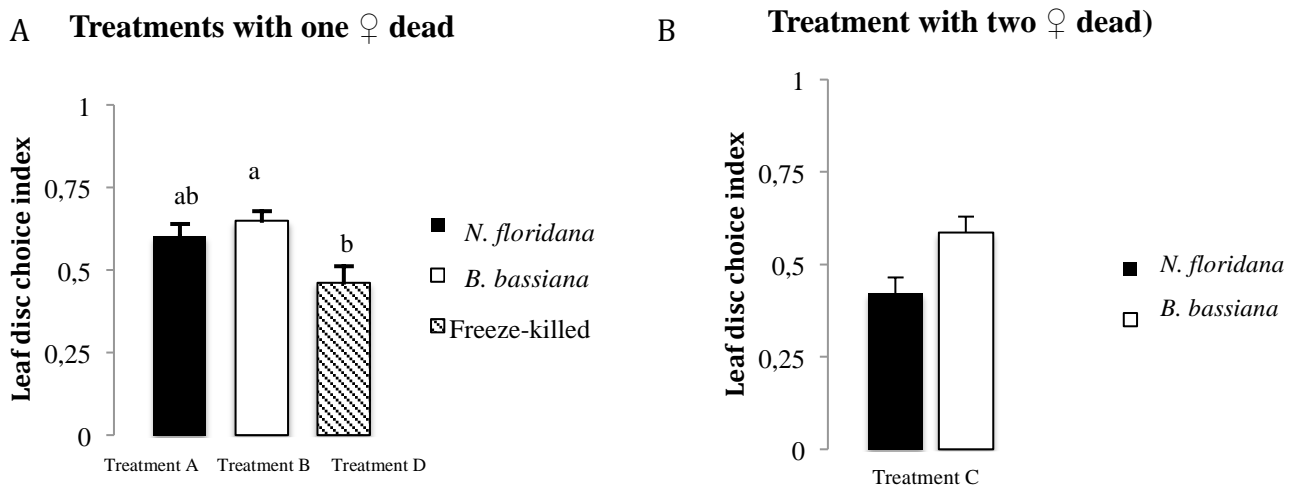 A Treatments with one ♀ dead
Leaf disc choice index
1
0,75
0,5
0,25
0
ab
a
b
Treatment A Treatment B Treatment D
N. floridana
B. bassiana
Freeze-killed
B Treatment with two ♀ dead)
Leaf disc choice index
1
0,75
0,5
0,25
0
Treatment C
N. floridana
B. bassiana